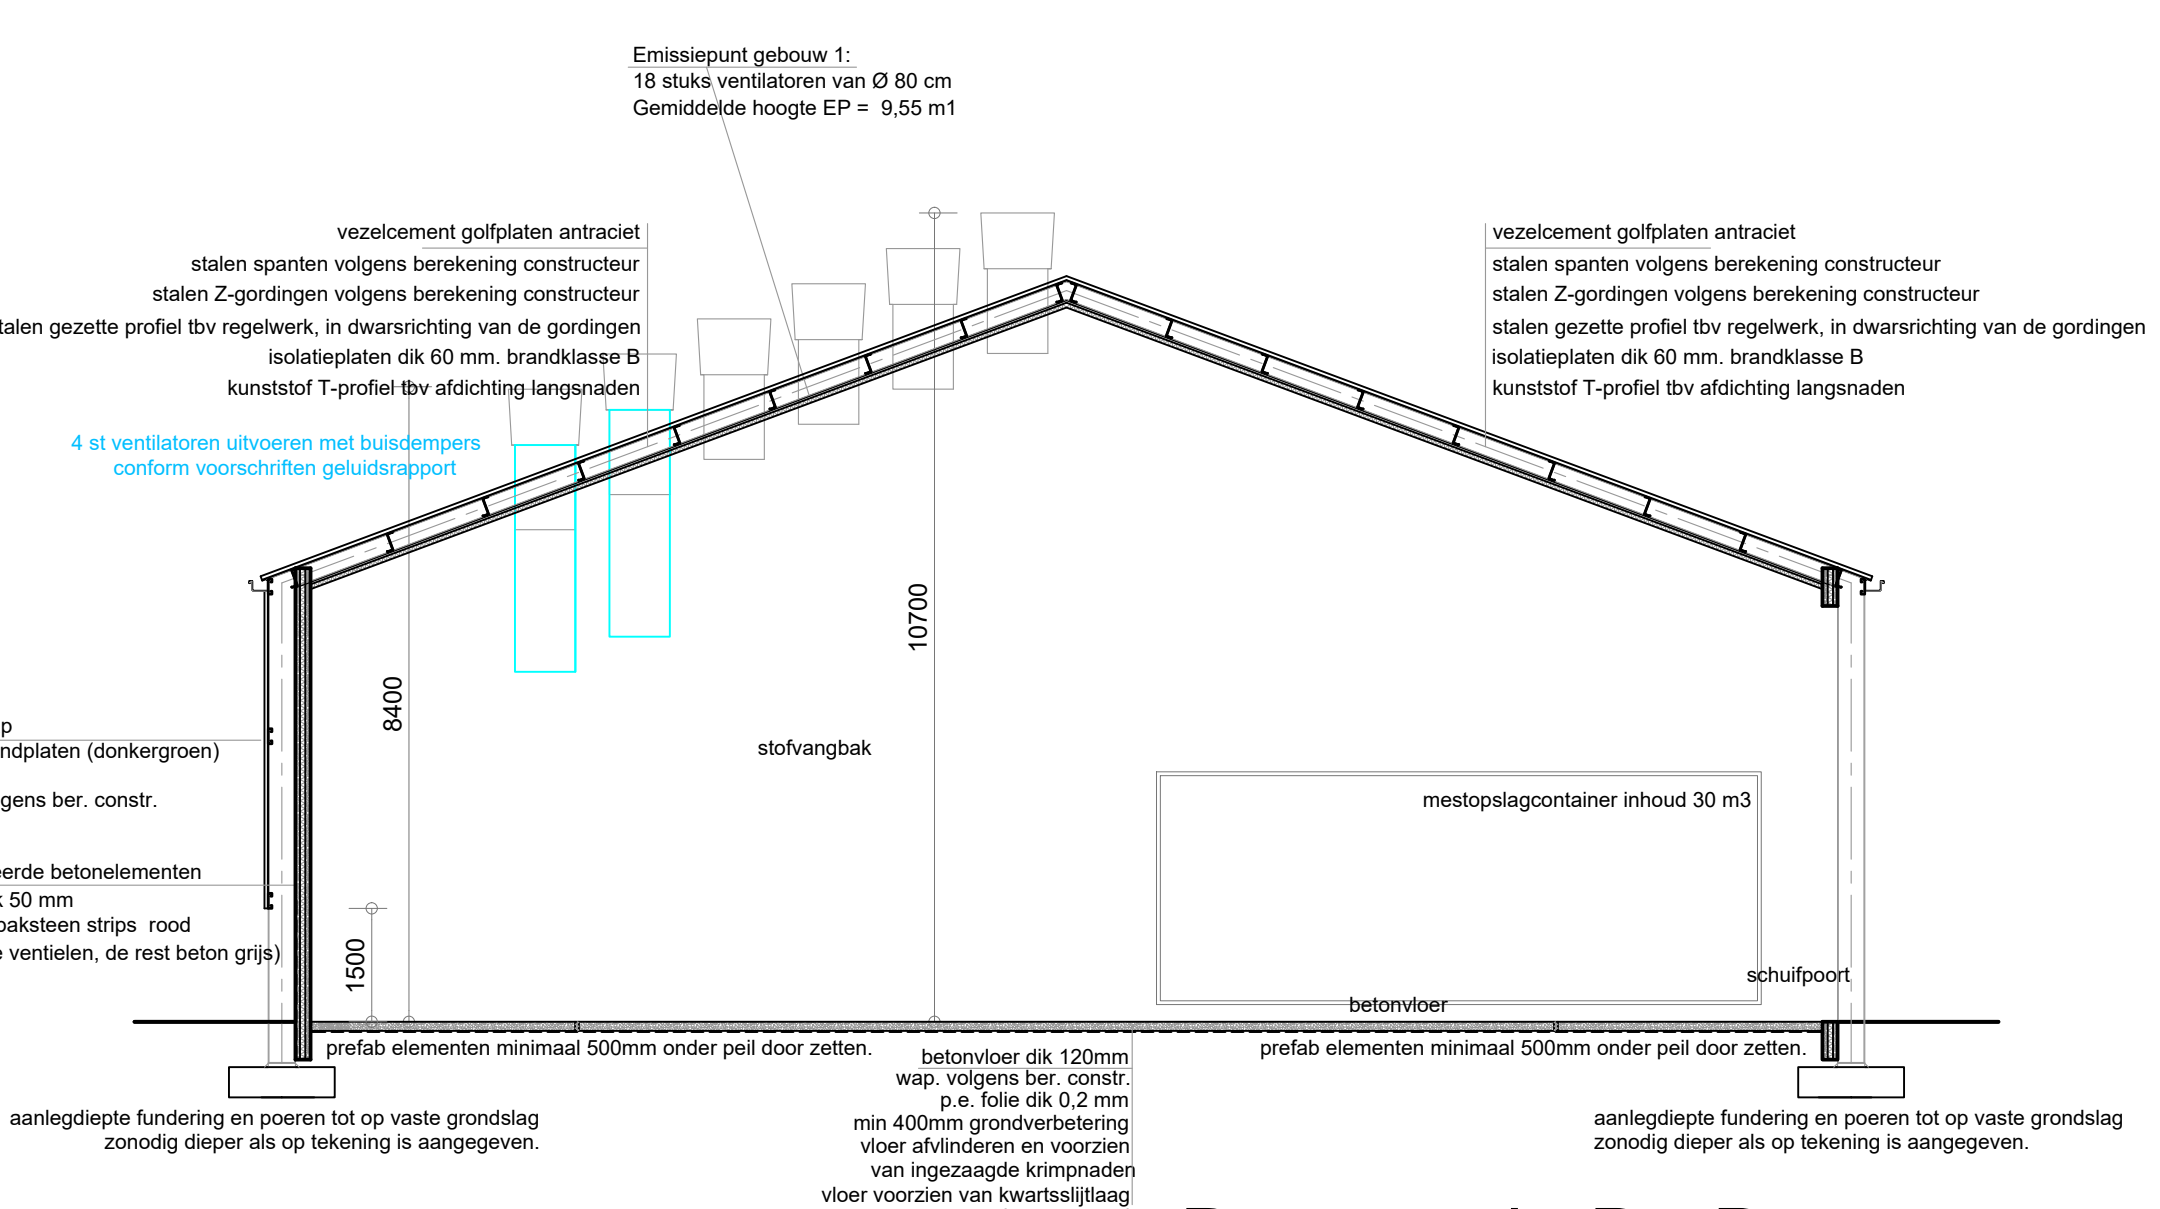 Emissiepunt gebouw 1:
18 stuks ventilatoren van Ø 80 cm
Gemiddelde hoogte EP = 9,55 m1
vezelcement golfplaten antraciet
stalen spanten volgens berekening constructeur
stalen Z-gordingen volgens berekening constructeur
talen gezette profiel tbv regelwerk, in dwarsrichting van de gordingen
isolatieplaten dik 60 mm. brandklasse B
kunststof T-profiel tbv afdichting langsnaden
vezelcement golfplaten antraciet
stalen spanten volgens berekening constructeur
stalen Z-gordingen volgens berekening constructeur
stalen gezette profiel tbv regelwerk, in dwarsrichting van de gordingen
isolatieplaten dik 60 mm. brandklasse B
kunststof T-profiel tbv afdichting langsnaden
4 st ventilatoren uitvoeren met buisdempers
conform voorschriften geluidsrapport
10700
8400
1500
p
ndplaten (donkergroen)
gens ber. constr.
eerde betonelementen
k 50 mm
baksteen strips rood
e ventielen, de rest beton grijs)
stofvangbak
mestopslagcontainer inhoud 30 m3
schuifpoort
betonvloer
prefab elementen minimaal 500mm onder peil door zetten.
prefab elementen minimaal 500mm onder peil door zetten.
betonvloer dik 120mm
wap. volgens ber. constr.
p.e. folie dik 0,2 mm
min 400mm grondverbetering
vloer afvlinderen en voorzien
van ingezaagde krimpnaden
vloer voorzien van kwartsslijtlaag
aanlegdiepte fundering en poeren tot op vaste grondslag
zonodig dieper als op tekening is aangegeven.
aanlegdiepte fundering en poeren tot op vaste grondslag
zonodig dieper als op tekening is aangegeven.